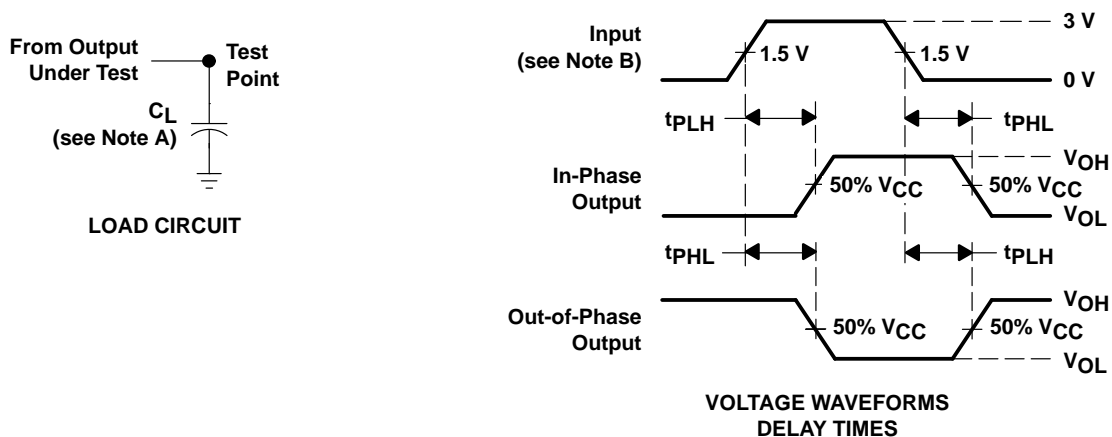 From Output
Under Test
Test
Point
CL
(see Note A)
LOAD CIRCUIT
Input
(see Note B)
1.5 V
1.5 V
3 V
0 V
tPLH
tPHL
In-Phase
Output
50% VCC
50% VCC
VOH
VOL
tPHL
tPLH
Out-of-Phase
Output
50% VCC
50% VCC
VOH
VOL
VOLTAGE WAVEFORMS
DELAY TIMES